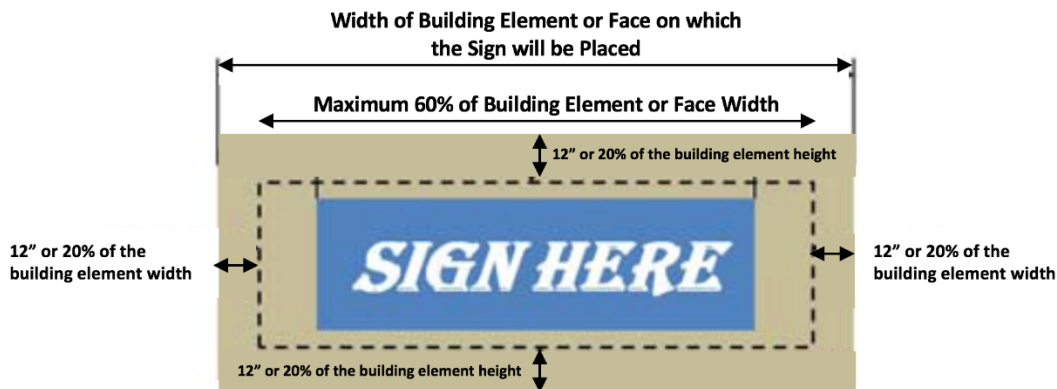 Width of Building Element or Face on which
the Sign will be Placed
Maximum 60% of Building Element or Face Width
12” or 20% of the building element height
12” or 20% of the
building element width
SIGN HERE
12” or 20% of the
building element width
12” or 20% of the building element height